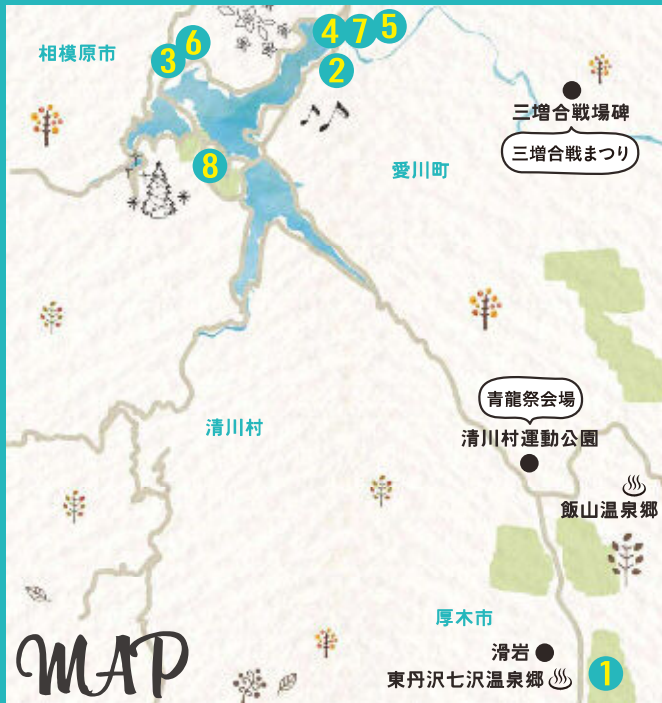 4 7 5
6
相模原市
3
2
三増合戦場碑
三増合戦まつり
8
愛川町
青龍祭会場
清川村
清川村運動公園
飯山温泉郷
厚木市
MAP
滑岩
1
東丹沢七沢温泉郷